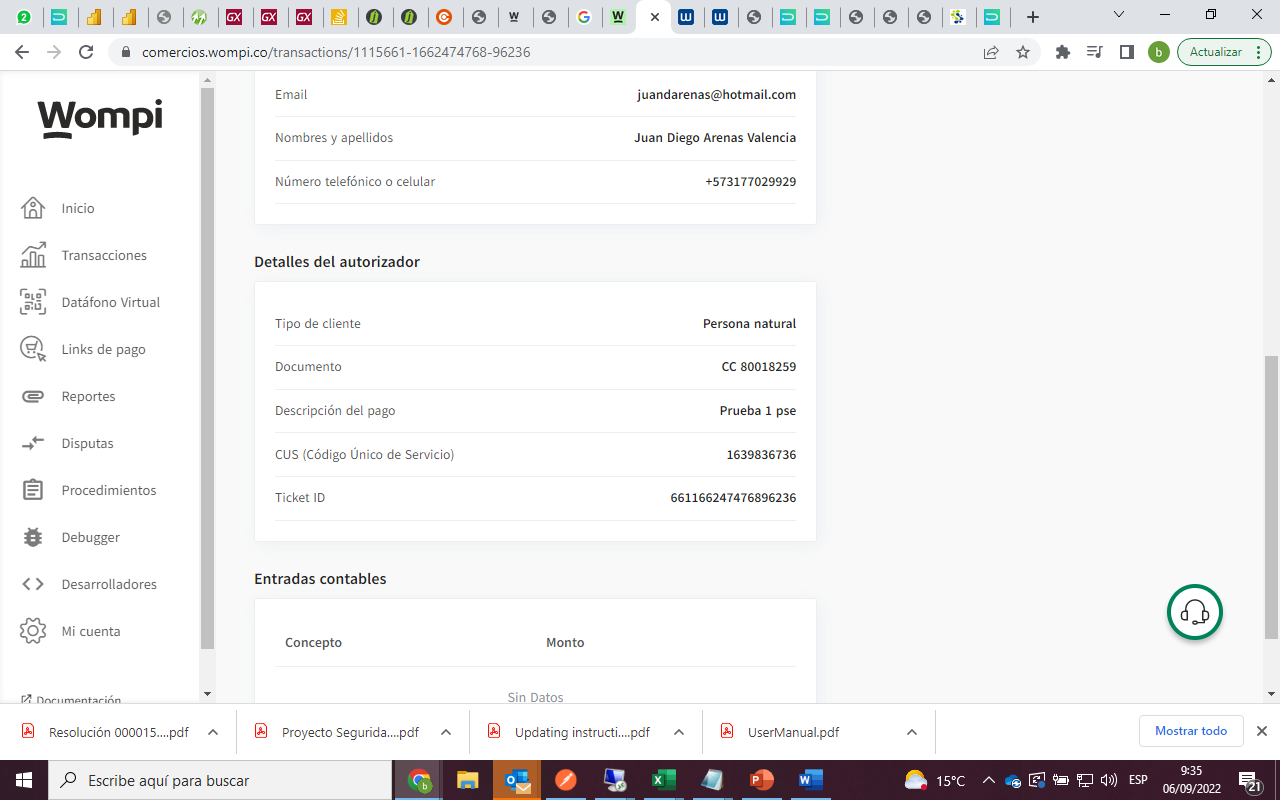 2
GX
GX
GX
W
G
W
W
W
comercios.wompi.co/transactions/1115661-1662474768-96236
b
Actualizar
Wompi
Inicio
Transacciones
Datáfono Virtual
Links de pago
Reportes
Disputas
Procedimientos
Debugger
Desarrolladores
Mi cuenta
Documentación
Email juandarenas@hotmail.com
Nombres y apellidos Juan Diego Arenas Valencia
Número telefónico o celular +573177029929
Detalles del autorizador
Tipo de cliente Persona natural
Documento CC 80018259
Descripción del pago Prueba 1 pse
CUS (Código Único de Servicio) 1639836736
Ticket ID 661166247476896236
Entradas contables
Concepto Monto
Sin Datos
Resolución 000015....pdf
Proyecto Segurida....pdf
Updating instructi....pdf
UserManual.pdf
Mostrar todo
Escribe aquí para buscar
15°C
ESP
9:35
06/09/2022
21